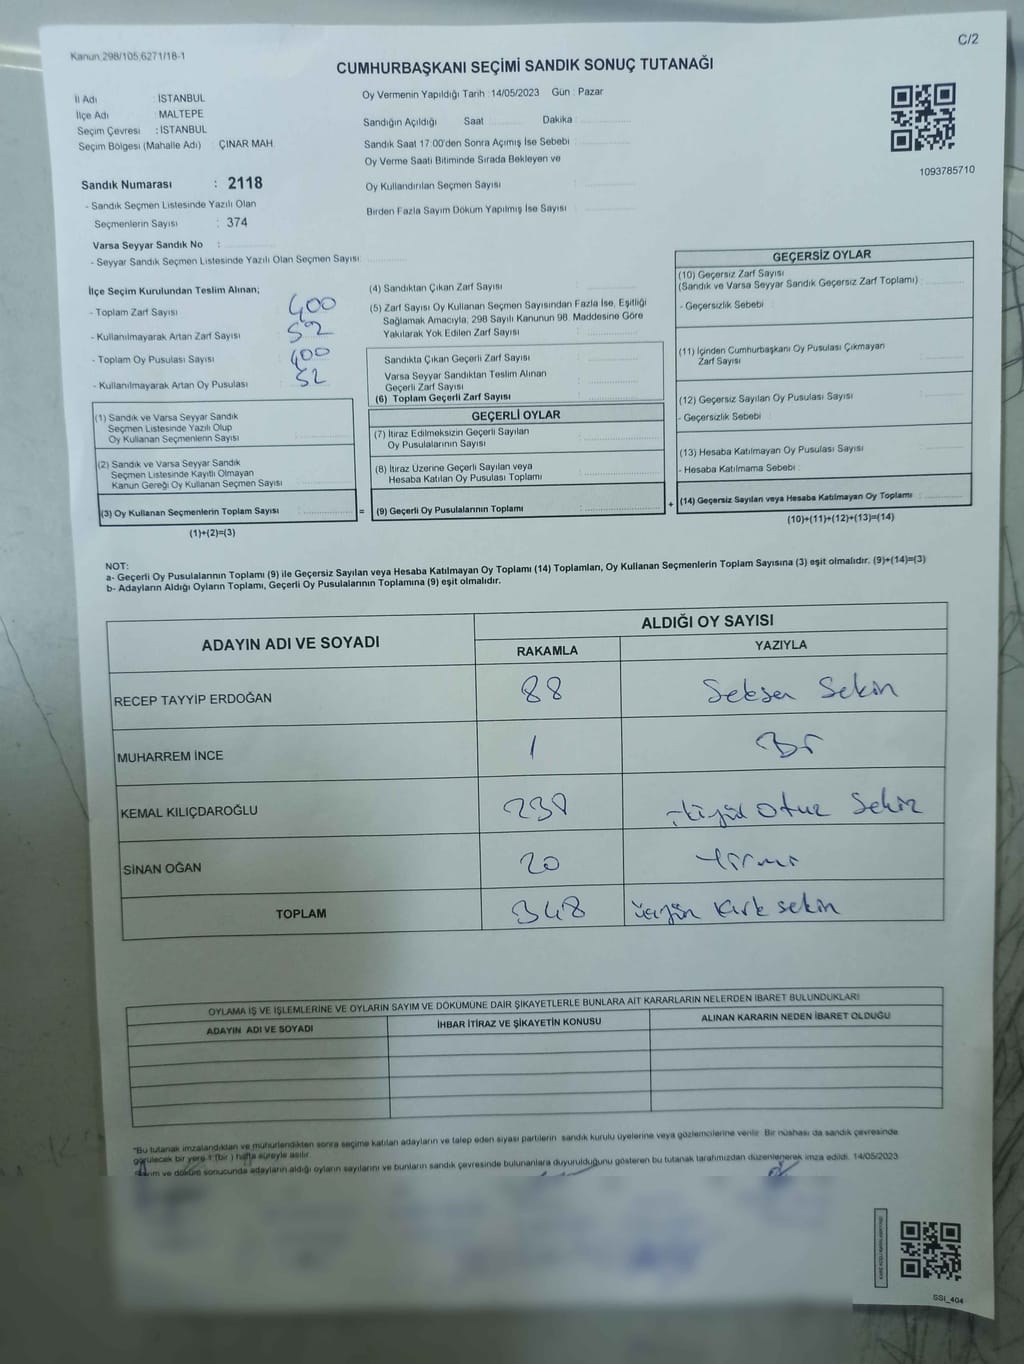 Kanun 298/105,6271/18-1
C/2
CUMHURBAŞKANI SEÇİMİ SANDIK SONUÇ TUTANAĞI
İl Adı : İSTANBUL
İlçe Adı : MALTEPE
Seçim Çevresi : İSTANBUL
Seçim Bölgesi (Mahalle Adı) : ÇINAR MAH.
Oy Vermenin Yapıldığı Tarih : 14/05/2023 Gün : Pazar
Sandığın Açıldığı Saat Dakika
Sandık Saat 17:00'den Sonra Açımış İse Sebebi :
Oy Verme Saati Bitiminde Sırada Bekleyen ve
Oy Kullandırılan Seçmen Sayısı :
Birden Fazla Sayım Döküm Yapılmış İse Sayısı :
1093785710
Sandık Numarası : 2118
- Sandık Seçmen Listesinde Yazılı Olan
Seçmenlerin Sayısı : 374
Varsa Seyyar Sandık No :
- Seyyar Sandık Seçmen Listesinde Yazılı Olan Seçmen Sayısı:
İlçe Seçim Kurulundan Teslim Alınan;
- Toplam Zarf Sayısı : 400
- Kullanılmayarak Artan Zarf Sayısı : 52
- Toplam Oy Pusulası Sayısı : 400
- Kullanılmayarak Artan Oy Pusulası : 52
(1) Sandık ve Varsa Seyyar Sandık
Seçmen Listesinde Yazılı Olup
Oy Kullanan Seçmenlerin Sayısı :
(2) Sandık ve Varsa Seyyar Sandık
Seçmen Listesinde Kayıtlı Olmayan
Kanun Gereği Oy Kullanan Seçmen Sayısı :
(3) Oy Kullanan Seçmenlerin Toplam Sayısı : =
(1)+(2)=(3)
(4) Sandıktan Çıkan Zarf Sayısı :
(5) Zarf Sayısı Oy Kullanan Seçmen Sayısından Fazla İse, Eşitliği
Sağlamak Amacıyla, 298 Sayılı Kanunun 98. Maddesine Göre
Yakılarak Yok Edilen Zarf Sayısı :
Sandıkta Çıkan Geçerli Zarf Sayısı :
Varsa Seyyar Sandıktan Teslim Alınan
Geçerli Zarf Sayısı :
(6) Toplam Geçerli Zarf Sayısı :
GEÇERLİ OYLAR
(7) İtiraz Edilmeksizin Geçerli Sayılan
Oy Pusulalarının Sayısı :
(8) İtiraz Üzerine Geçerli Sayılan veya
Hesaba Katılan Oy Pusulası Toplamı :
(9) Geçerli Oy Pusulalarının Toplamı : +
GEÇERSİZ OYLAR
(10) Geçersiz Zarf Sayısı
(Sandık ve Varsa Seyyar Sandık Geçersiz Zarf Toplamı) :
- Geçersizlik Sebebi :
(11) İçinden Cumhurbaşkanı Oy Pusulası Çıkmayan
Zarf Sayısı :
(12) Geçersiz Sayılan Oy Pusulası Sayısı :
- Geçersizlik Sebebi :
(13) Hesaba Katılmayan Oy Pusulası Sayısı :
- Hesaba Katılmama Sebebi :
(14) Geçersiz Sayılan veya Hesaba Katılmayan Oy Toplamı :
(10)+(11)+(12)+(13)=(14)
NOT:
a- Geçerli Oy Pusulalarının Toplamı (9) ile Geçersiz Sayılan veya Hesaba Katılmayan Oy Toplamı (14) Toplamları, Oy Kullanan Seçmenlerin Toplam Sayısına (3) eşit olmalıdır. (9)+(14)=(3)
b- Adayların Aldığı Oyların Toplamı, Geçerli Oy Pusulalarının Toplamına (9) eşit olmalıdır.
ADAYIN ADI VE SOYADI
ALDIĞI OY SAYISI
RAKAMLA YAZIYLA
RECEP TAYYİP ERDOĞAN 88 Seksen Sekiz
MUHARREM İNCE 1 Bir
KEMAL KILIÇDAROĞLU 238 İkiyüz Otuz Sekiz
SİNAN OĞAN 20 Yirmi
TOPLAM 348 üçyüz kırk sekiz
OYLAMA İŞ VE İŞLEMLERİNE VE OYLARIN SAYIM VE DÖKÜMÜNE DAİR ŞİKAYETLERLE BUNLARA AİT KARARLARIN NELERDEN İBARET BULUNDUKLARI
ADAYIN ADI VE SOYADI İHBAR İTİRAZ VE ŞİKAYETİN KONUSU ALINAN KARARIN NEDEN İBARET OLDUĞU
"Bu tutanak imzalandıktan ve mühürlendikten sonra seçime katılan adayların ve talep eden siyasi partilerin sandık kurulu üyelerine veya gözlemcilerine verilir. Bir nüshası da sandık çevresinde
görülecek bir yere 1 (bir) hafta süreyle asılır.
ve döküm sonucunda adayların aldığı oyların sayılarını ve bunların sandık çevresinde bulunanlara duyurulduğunu gösteren bu tutanak tarafımızdan düzenlenerek imza edildi. 14/05/2023
SSI_404